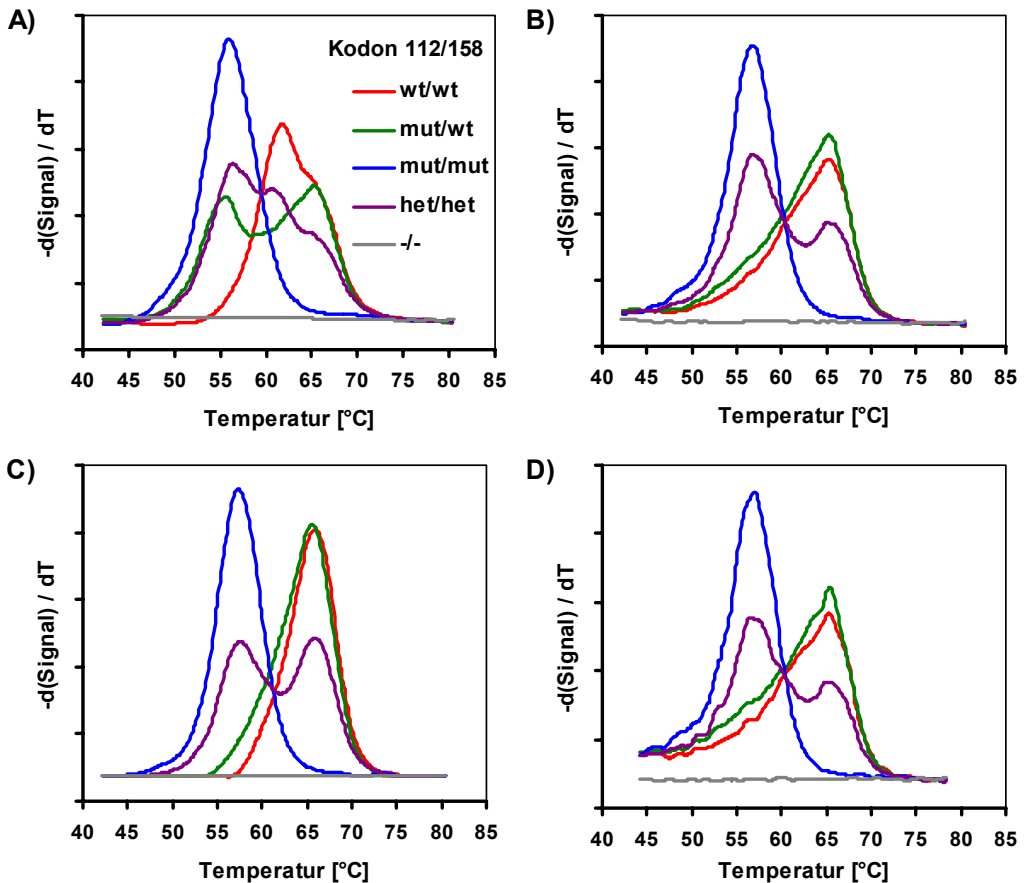 A)
Kodon 112/158
wt/wt
mut/wt
mut/mut
het/het
-/-
-d(Signal) / dT
40 45 50 55 60 65 70 75 80 85
Temperatur [°C]
B)
-d(Signal) / dT
40 45 50 55 60 65 70 75 80 85
Temperatur [°C]
C)
-d(Signal) / dT
40 45 50 55 60 65 70 75 80 85
Temperatur [°C]
D)
-d(Signal) / dT
40 45 50 55 60 65 70 75 80 85
Temperatur [°C]